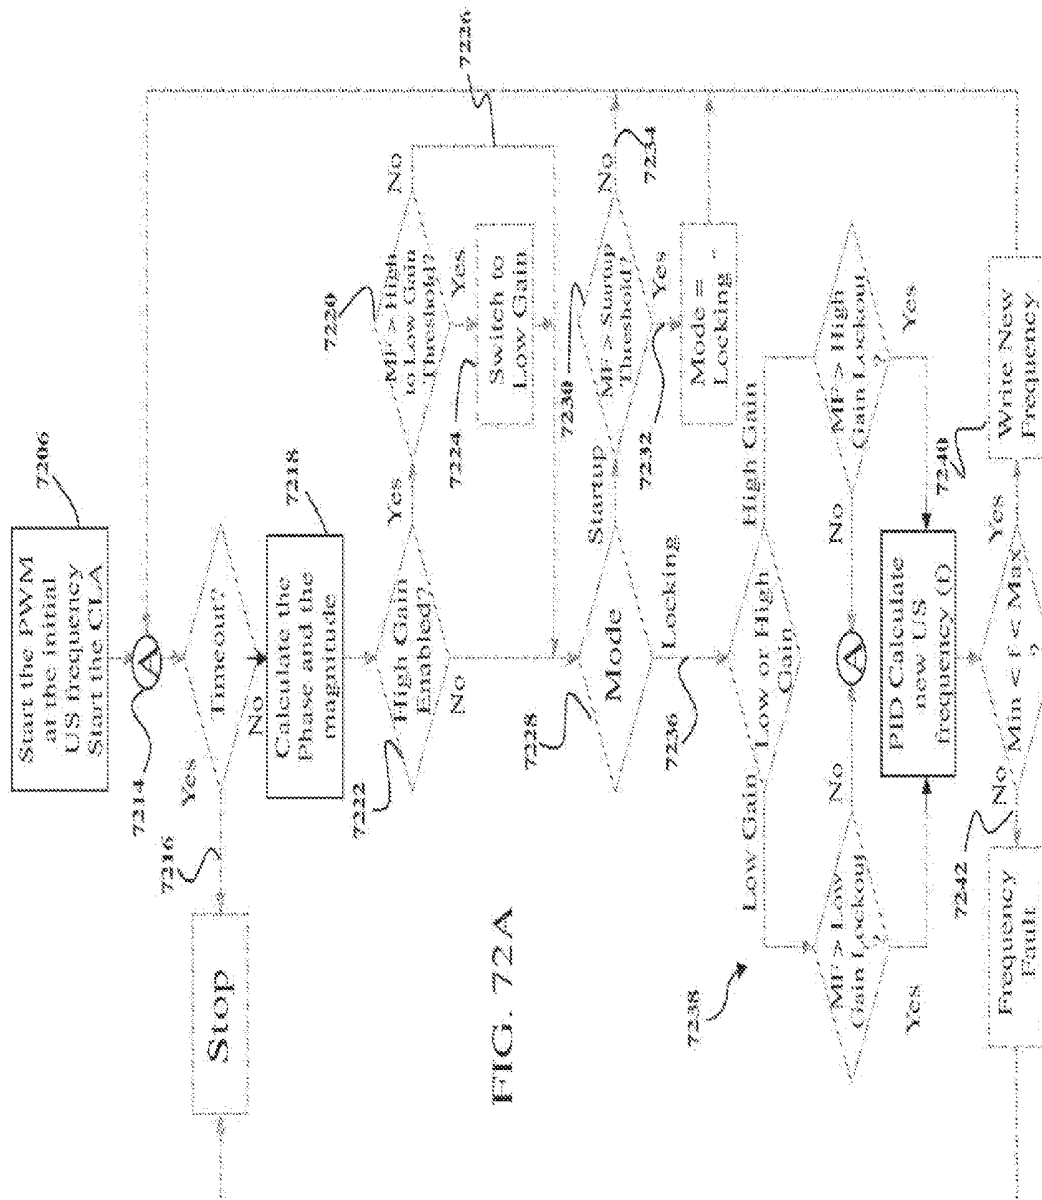 7206
Start the PWM
at the initial
US frequency
Start the CLA
7214
A
Timeout?
Yes
No
7216
Stop
7218
Calculate the
Phase and the
magnitude
7222
High Gain
Enabled?
Yes
No
7220
MF > High
to Low Gain
Threshold?
No
Yes
7226
7224
Switch to
Low Gain
7228
Mode
Startup
Locking
7230
MF > Startup
Threshold?
No
7234
Yes
7232
Mode =
Locking
7236
Low or High
Gain
Low Gain
High Gain
7238
MF > Low
Gain Lockout
?
No
Yes
A
MF > High
Gain Lockout
?
No
Yes
PID Calculate
new US
frequency (f)
Min < f < Max
?
No
7242
Yes
7240
Frequency
Fault
Write New
Frequency
FIG. 72A